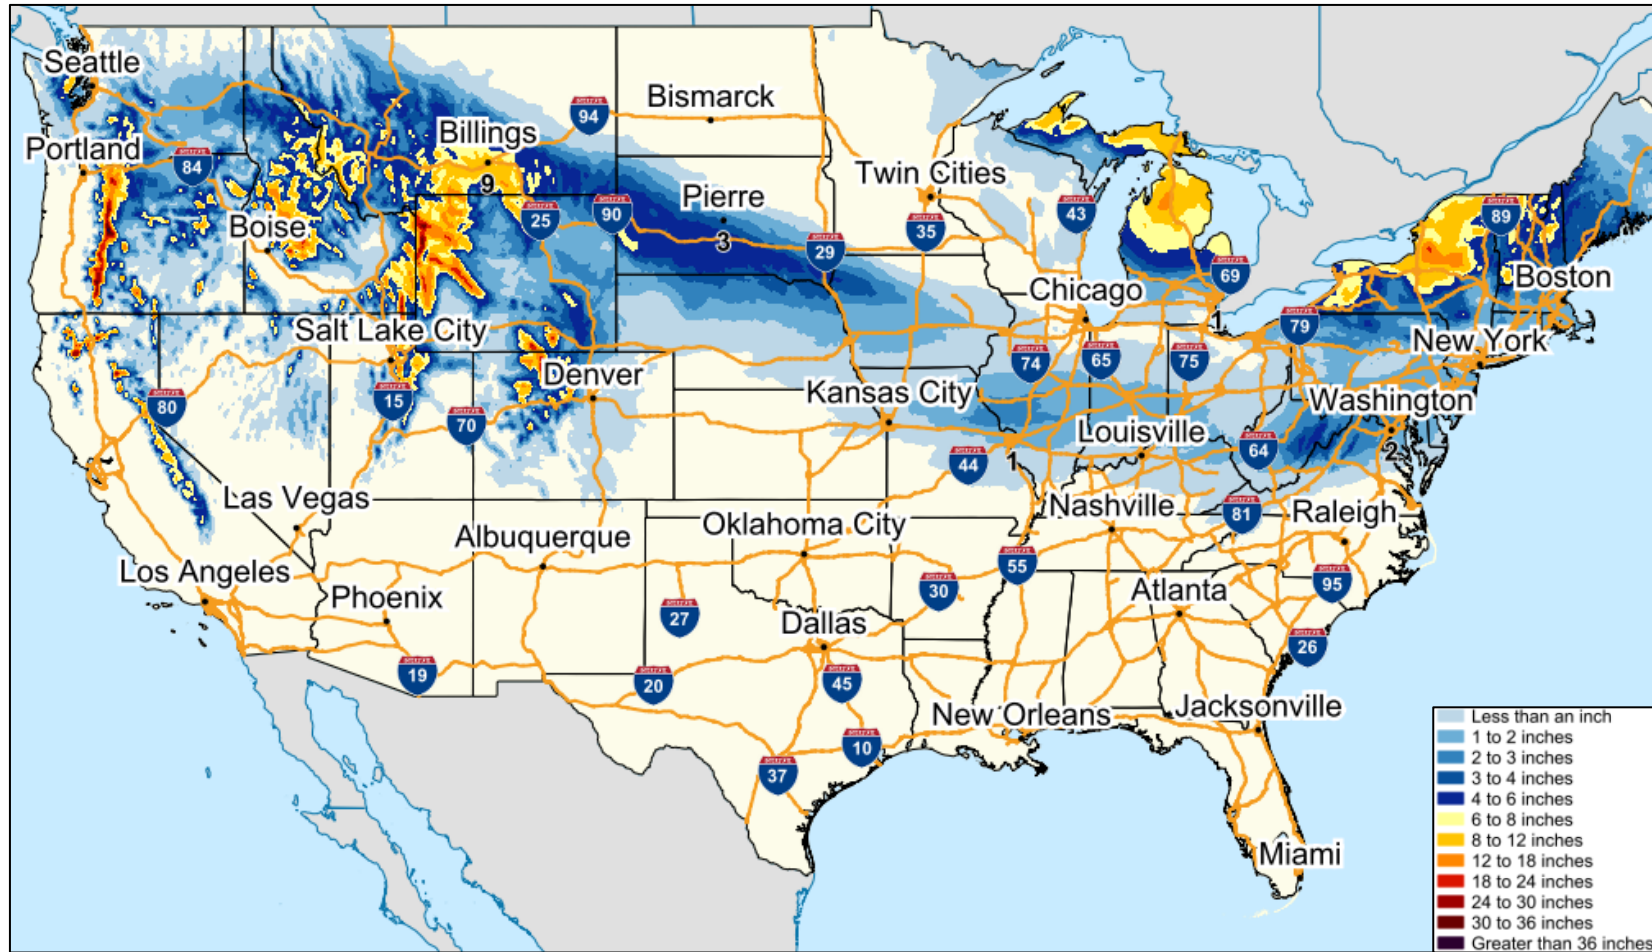 Seattle
Bismarck
94
Billings
Portland
84
Twin Cities
9
Pierre
25
90
43
89
Boise
3
35
29
69
Boston
Chicago
1
79
Salt Lake City
New York
74
65
75
Denver
Kansas City
Washington
80
15
70
Louisville
64
2
44
1
Las Vegas
Nashville
81
Raleigh
Oklahoma City
Albuquerque
55
Los Angeles
Phoenix
30
Atlanta
95
27
Dallas
26
19
20
45
New Orleans
Jacksonville
10
37
Miami
Less than an inch
1 to 2 inches
2 to 3 inches
3 to 4 inches
4 to 6 inches
6 to 8 inches
8 to 12 inches
12 to 18 inches
18 to 24 inches
24 to 30 inches
30 to 36 inches
Greater than 36 inches